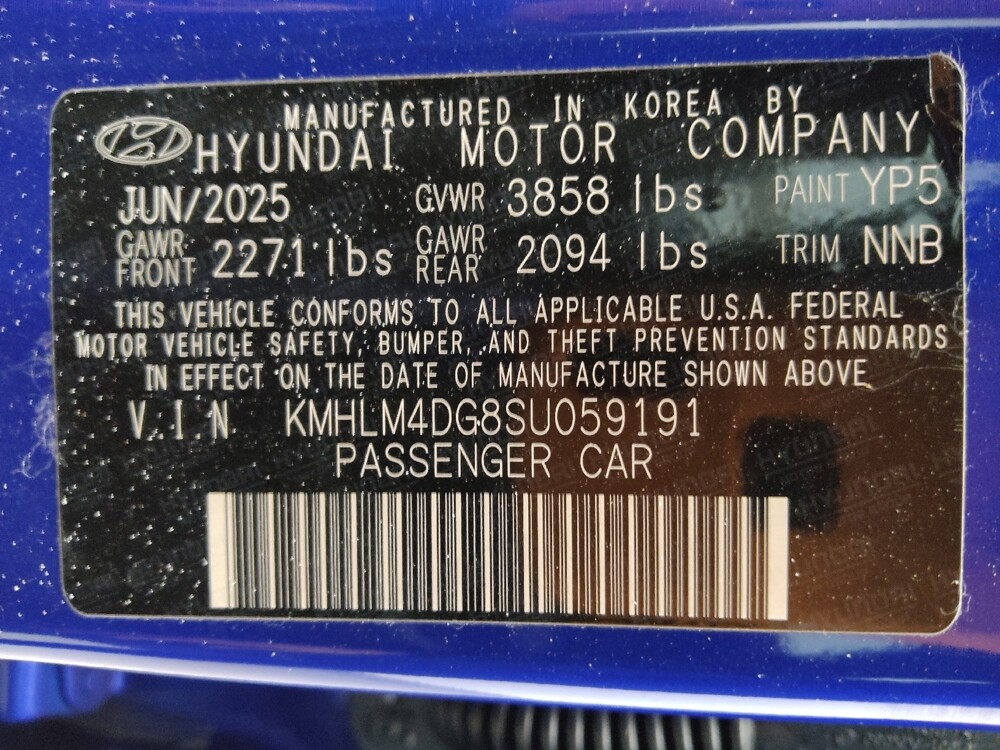 MANUFACTURED IN KOREA BY
HYUNDAI MOTOR COMPANY
JUN/2025 GVWR 3858 lbs PAINT YP5
GAWR FRONT 2271 lbs GAWR REAR 2094 lbs TRIM NNB
THIS VEHICLE CONFORMS TO ALL APPLICABLE U.S.A. FEDERAL
MOTOR VEHICLE SAFETY, BUMPER, AND THEFT PREVENTION STANDARDS
IN EFFECT ON THE DATE OF MANUFACTURE SHOWN ABOVE
V.I.N KMHLM4DG8SU059191
PASSENGER CAR